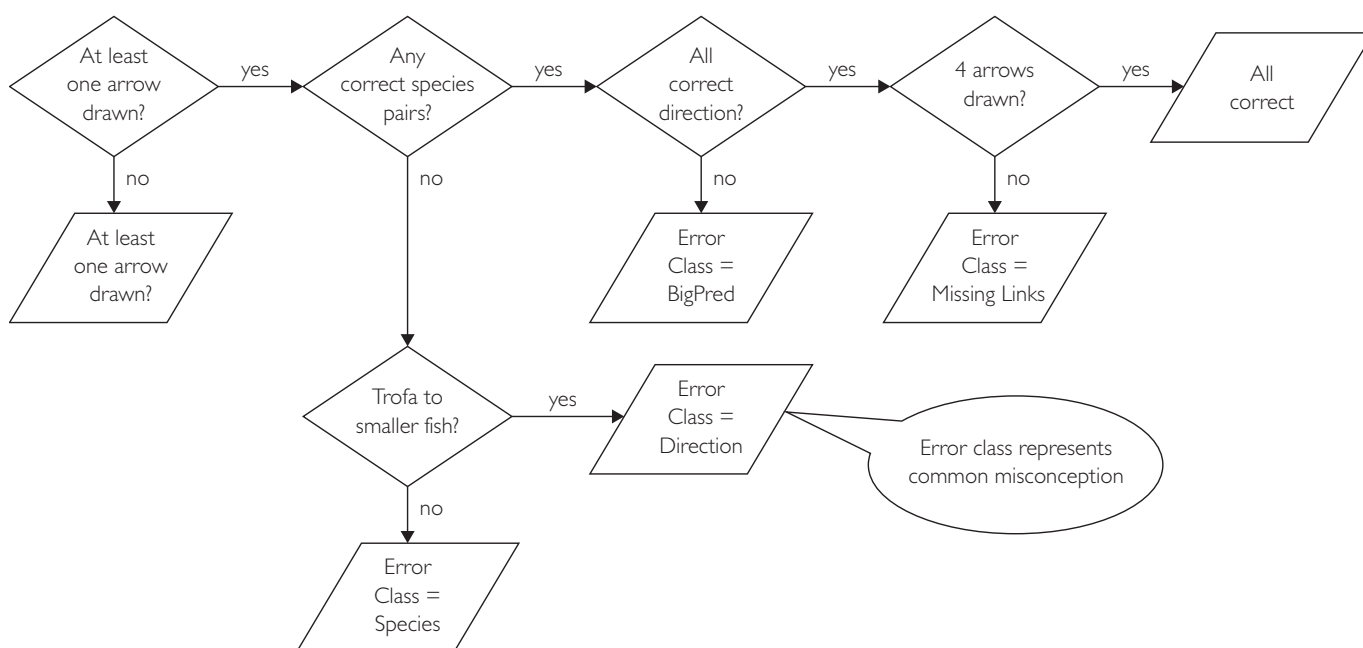 At least
one arrow
drawn?
yes
Any
correct species
pairs?
yes
All
correct
direction?
yes
4 arrows
drawn?
yes
All
correct
no
no
no
no
At least
one arrow
drawn?
Error
Class =
BigPred
Error
Class =
Missing Links
Trofa to
smaller fish?
yes
Error
Class =
Direction
Error class represents
common misconception
no
Error
Class =
Species